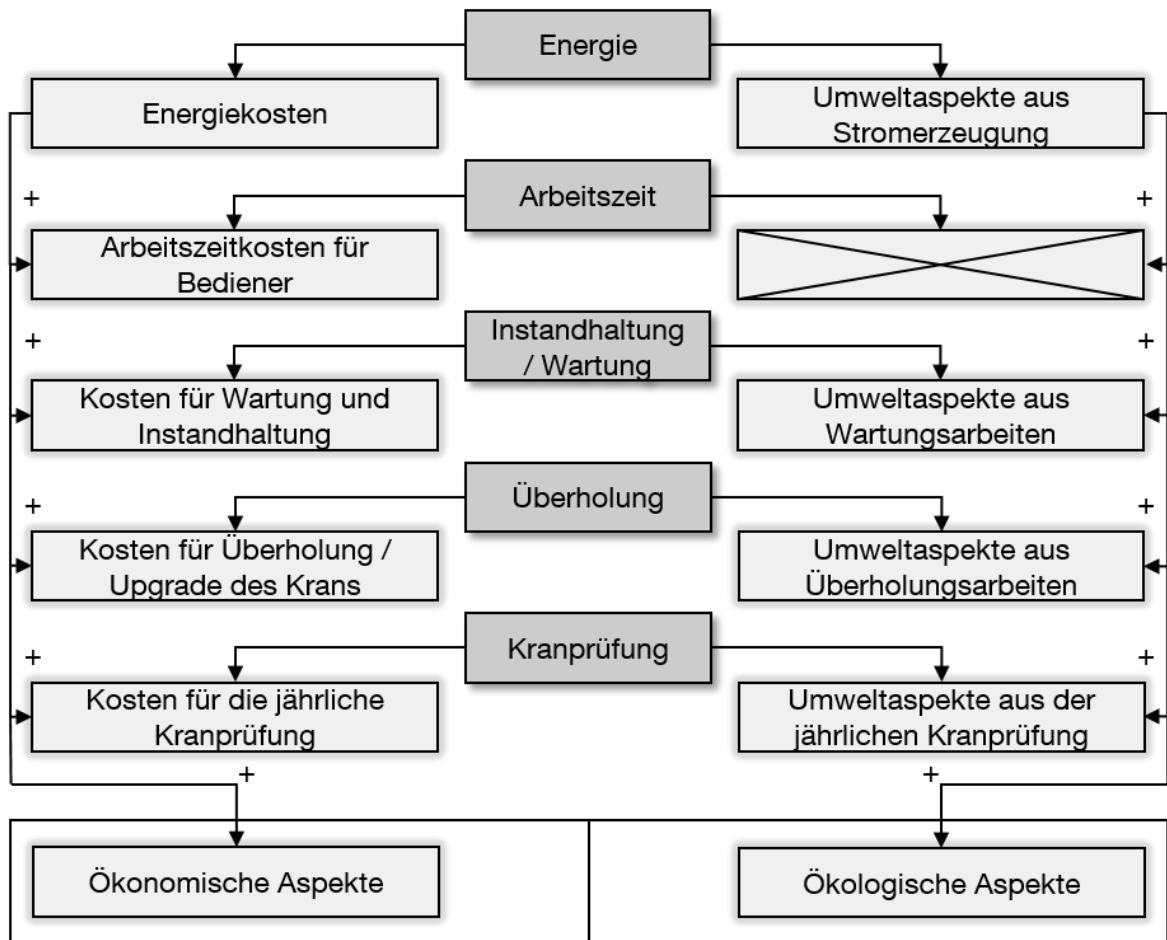 Energie
Energiekosten
Umweltaspekte aus
Stromerzeugung
Arbeitszeit
+
+
Arbeitszeitkosten für
Bediener
Instandhaltung
/ Wartung
+
+
Kosten für Wartung und
Instandhaltung
Umweltaspekte aus
Wartungsarbeiten
Überholung
+
+
Kosten für Überholung /
Upgrade des Krans
Umweltaspekte aus
Überholungsarbeiten
Kranprüfung
+
+
Kosten für die jährliche
Kranprüfung
Umweltaspekte aus der
jährlichen Kranprüfung
+
+
Ökonomische Aspekte
Ökologische Aspekte